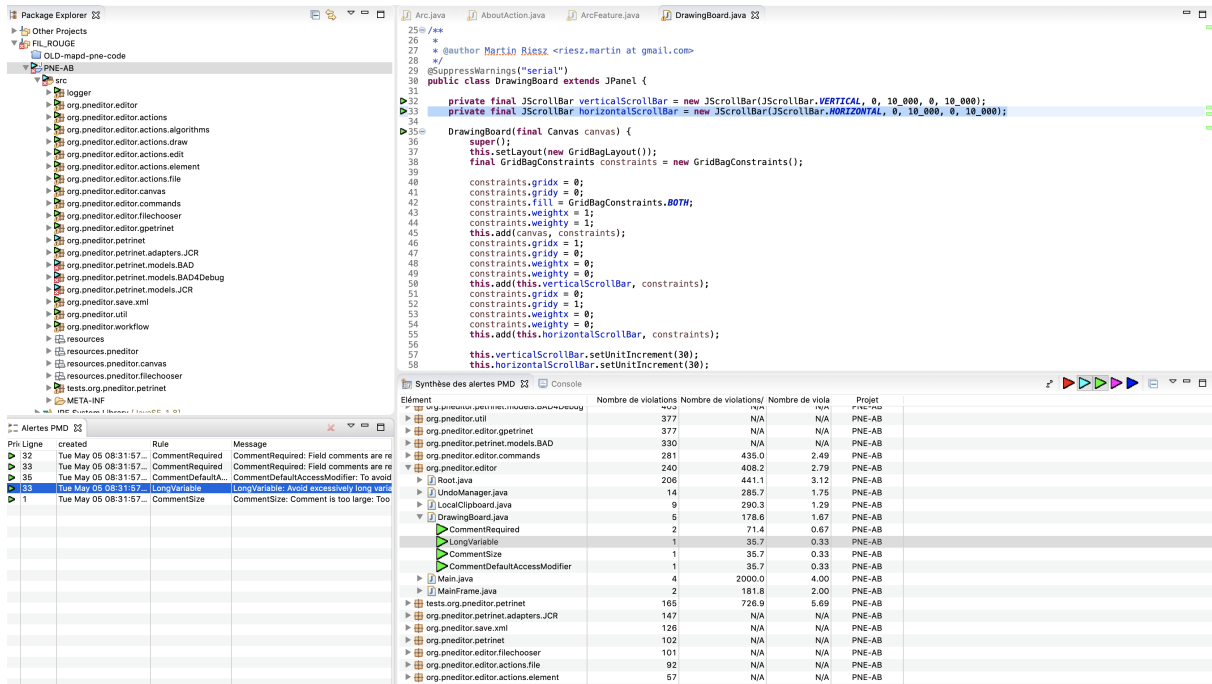 Package Explorer
Other Projects
FIL_ROUGE
OLD-mapd-pne-code
PNE-AB
src
logger
org.pneditor.editor
org.pneditor.editor.actions
org.pneditor.editor.actions.algorithms
org.pneditor.editor.actions.draw
org.pneditor.editor.actions.edit
org.pneditor.editor.actions.element
org.pneditor.editor.actions.file
org.pneditor.editor.canvas
org.pneditor.editor.commands
org.pneditor.editor.filechooser
org.pneditor.editor.gpetrinet
org.pneditor.petrinet
org.pneditor.petrinet.adapters.JCR
org.pneditor.petrinet.models.BAD
org.pneditor.petrinet.models.BAD4Debug
org.pneditor.petrinet.models.JCR
org.pneditor.save.xml
org.pneditor.util
org.pneditor.workflow
resources
resources.pneditor
resources.pneditor.canvas
resources.pneditor.filechooser
tests.org.pneditor.petrinet
META-INF
JRE System Library [JavaSE-1.8]
Arc.java AboutAction.java ArcFeature.java DrawingBoard.java
25 /**
26 *
27 * @author Martin Riesz <riesz.martin at gmail.com>
28 */
29 @SuppressWarnings("serial")
30 public class DrawingBoard extends JPanel {
31
32 private final JScrollBar verticalScrollBar = new JScrollBar(JScrollBar.VERTICAL, 0, 10_000, 0, 10_000);
33 private final JScrollBar horizontalScrollBar = new JScrollBar(JScrollBar.HORIZONTAL, 0, 10_000, 0, 10_000);
34
35 DrawingBoard(final Canvas canvas) {
36 super();
37 this.setLayout(new GridBagLayout());
38 final GridBagConstraints constraints = new GridBagConstraints();
39
40 constraints.gridx = 0;
41 constraints.gridy = 0;
42 constraints.fill = GridBagConstraints.BOTH;
43 constraints.weightx = 1;
44 constraints.weighty = 1;
45 this.add(canvas, constraints);
46 constraints.gridx = 1;
47 constraints.gridy = 0;
48 constraints.weightx = 0;
49 constraints.weighty = 0;
50 this.add(this.verticalScrollBar, constraints);
51 constraints.gridx = 0;
52 constraints.gridy = 1;
53 constraints.weightx = 0;
54 constraints.weighty = 0;
55 this.add(this.horizontalScrollBar, constraints);
56
57 this.verticalScrollBar.setUnitIncrement(30);
58 this.horizontalScrollBar.setUnitIncrement(30);
Alertes PMD
Prio Ligne created Rule Message
32 Tue May 05 08:31:57... CommentRequired CommentRequired: Field comments are re
33 Tue May 05 08:31:57... CommentRequired CommentRequired: Field comments are re
35 Tue May 05 08:31:57... CommentDefaultA... CommentDefaultAccessModifier: To avoid
33 Tue May 05 08:31:57... LongVariable LongVariable: Avoid excessively long varia
1 Tue May 05 08:31:57... CommentSize CommentSize: Comment is too large: Too
Synthèse des alertes PMD Console
Elément Nombre de violations Nombre de violations/ Nombre de viola Projet
org.pneditor.petrinet.models.BAD4Debug 403 N/A N/A PNE-AB
org.pneditor.util 377 N/A N/A PNE-AB
org.pneditor.editor.gpetrinet 377 N/A N/A PNE-AB
org.pneditor.petrinet.models.BAD 330 N/A N/A PNE-AB
org.pneditor.editor.commands 281 435.0 2.49 PNE-AB
org.pneditor.editor 240 408.2 2.79 PNE-AB
Root.java 206 441.1 3.12 PNE-AB
UndoManager.java 14 285.7 1.75 PNE-AB
LocalClipboard.java 9 290.3 1.29 PNE-AB
DrawingBoard.java 5 178.6 1.67 PNE-AB
CommentRequired 2 71.4 0.67 PNE-AB
LongVariable 1 35.7 0.33 PNE-AB
CommentSize 1 35.7 0.33 PNE-AB
CommentDefaultAccessModifier 1 35.7 0.33 PNE-AB
Main.java 4 2000.0 4.00 PNE-AB
MainFrame.java 2 181.8 2.00 PNE-AB
tests.org.pneditor.petrinet 165 726.9 5.69 PNE-AB
org.pneditor.petrinet.adapters.JCR 147 N/A N/A PNE-AB
org.pneditor.save.xml 126 N/A N/A PNE-AB
org.pneditor.petrinet 102 N/A N/A PNE-AB
org.pneditor.editor.filechooser 101 N/A N/A PNE-AB
org.pneditor.editor.actions.file 92 N/A N/A PNE-AB
org.pneditor.editor.actions.element 57 N/A N/A PNE-AB